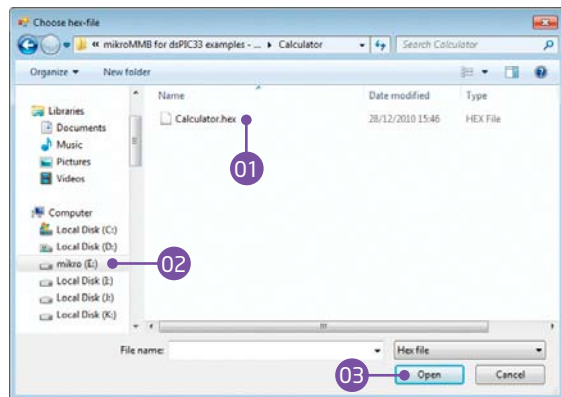 Choose hex-file
« mikroMMB for dsPIC33 examples - ... ▸ Calculator
Search Calculator
Organize ▾ New folder
Name Date modified Type
Calculator.hex 28/12/2010 15:46 HEX File
01
Libraries
Documents
Music
Pictures
Videos
Computer
Local Disk (C:)
Local Disk (D:)
mikro (E:)
02
Local Disk (I:)
Local Disk (J:)
Local Disk (K:)
File name:
Hex file
03
Open
Cancel